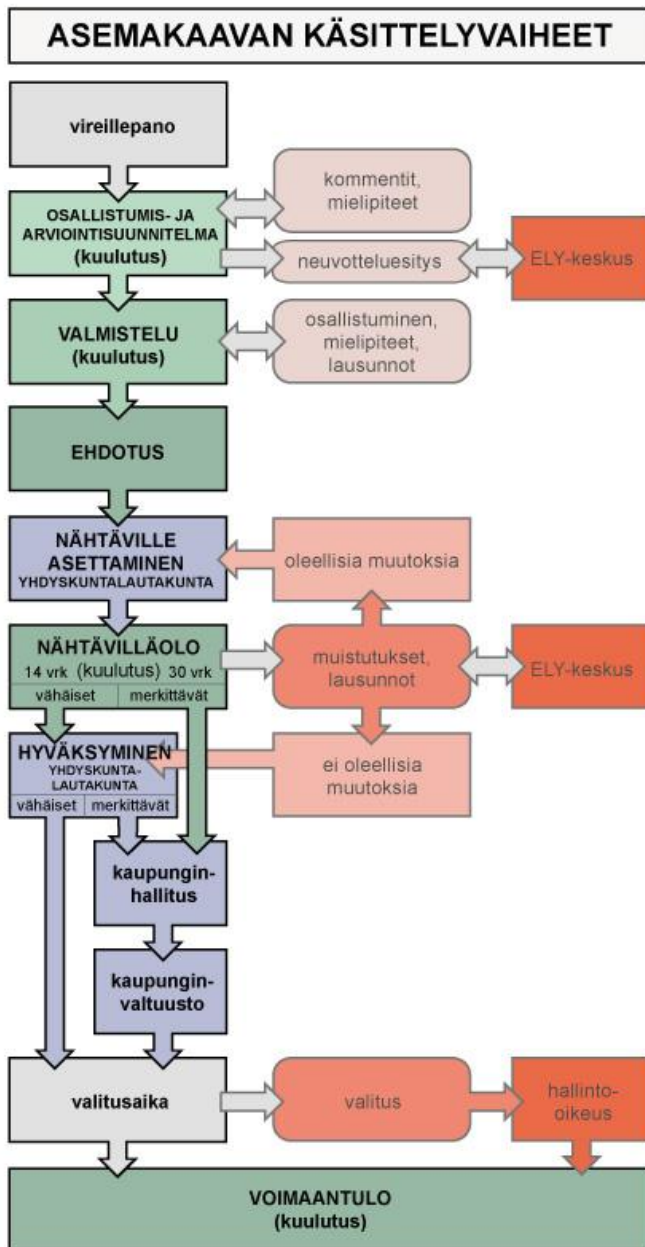 ASEMAKAAVAN KÄSITTELYVAIHEET
vireillepano
kommentit,
mielipiteet
OSALLISTUMIS- JA
ARVIOINTISUUNNITELMA
(kuulutus)
neuvotteluesitys
ELY-keskus
VALMISTELU
(kuulutus)
osallistuminen,
mielipiteet,
lausunnot
EHDOTUS
NÄHTÄVILLE
ASETTAMINEN
YHDYSKUNTALAUTAKUNTA
oleellisia muutoksia
NÄHTÄVILLÄOLO
14 vrk (kuulutus) 30 vrk
vähäiset merkittävät
muistutukset,
lausunnot
ELY-keskus
HYVÄKSYMINEN
YHDYSKUNTA-
LAUTAKUNTA
vähäiset merkittävät
ei oleellisia
muutoksia
kaupungin-
hallitus
kaupungin-
valtuusto
valitusaika
valitus
hallinto-
oikeus
VOIMAANTULO
(kuulutus)